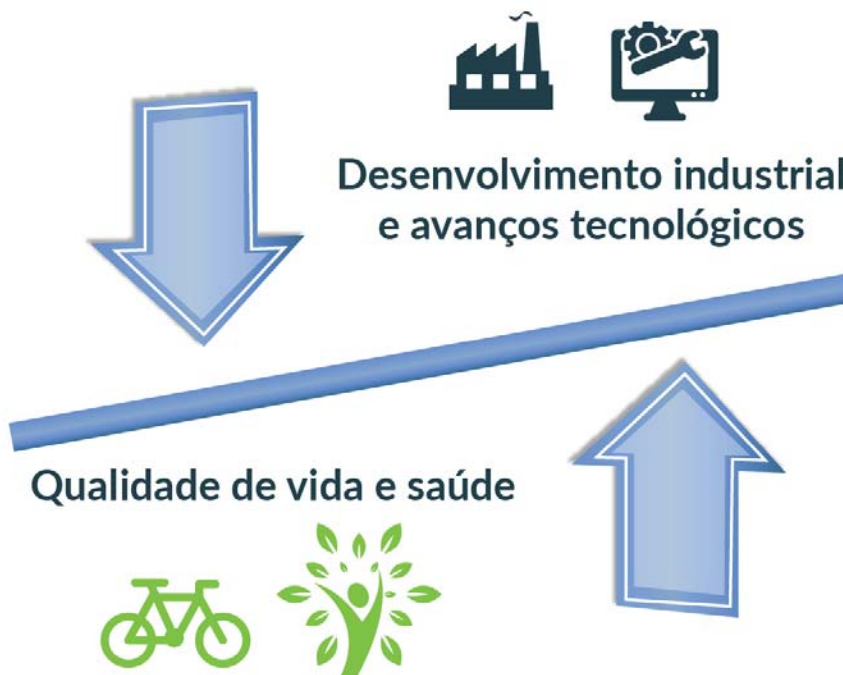 Desenvolvimento industrial
e avanços tecnológicos
Qualidade de vida e saúde